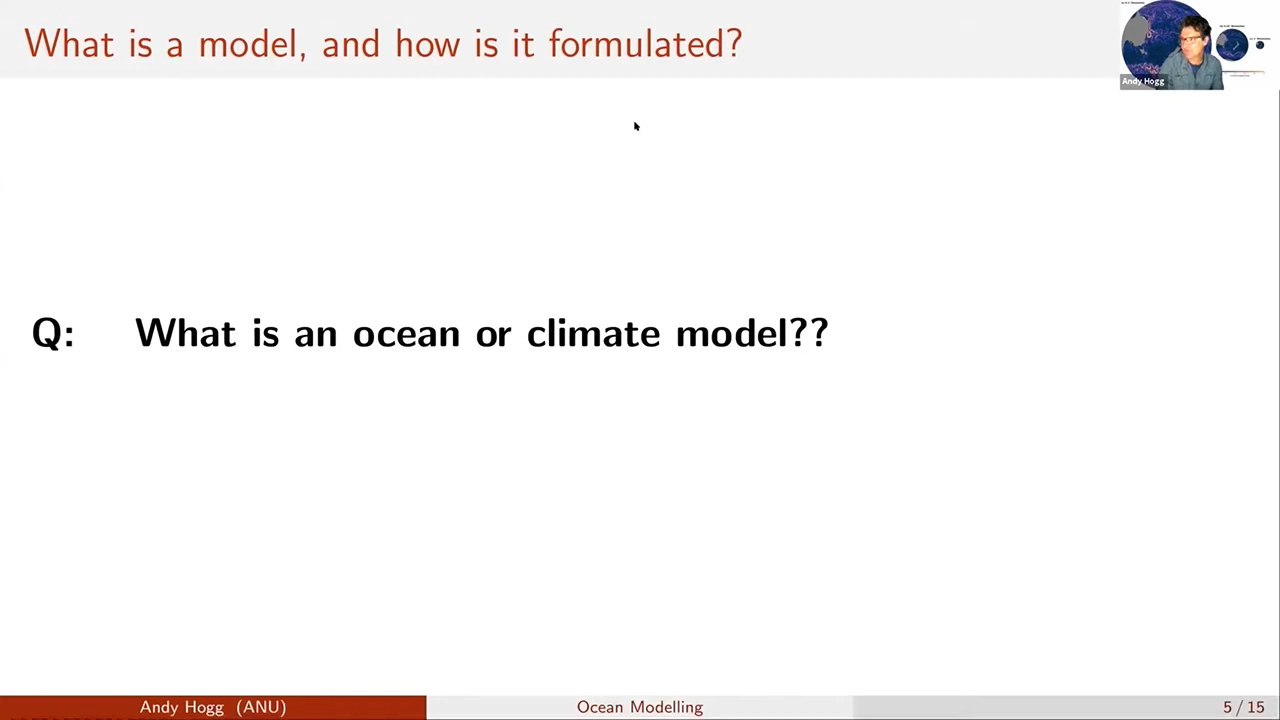 What is a model, and how is it formulated?
Andy Hogg
Q: What is an ocean or climate model??
Andy Hogg (ANU)
Ocean Modelling
5 / 15